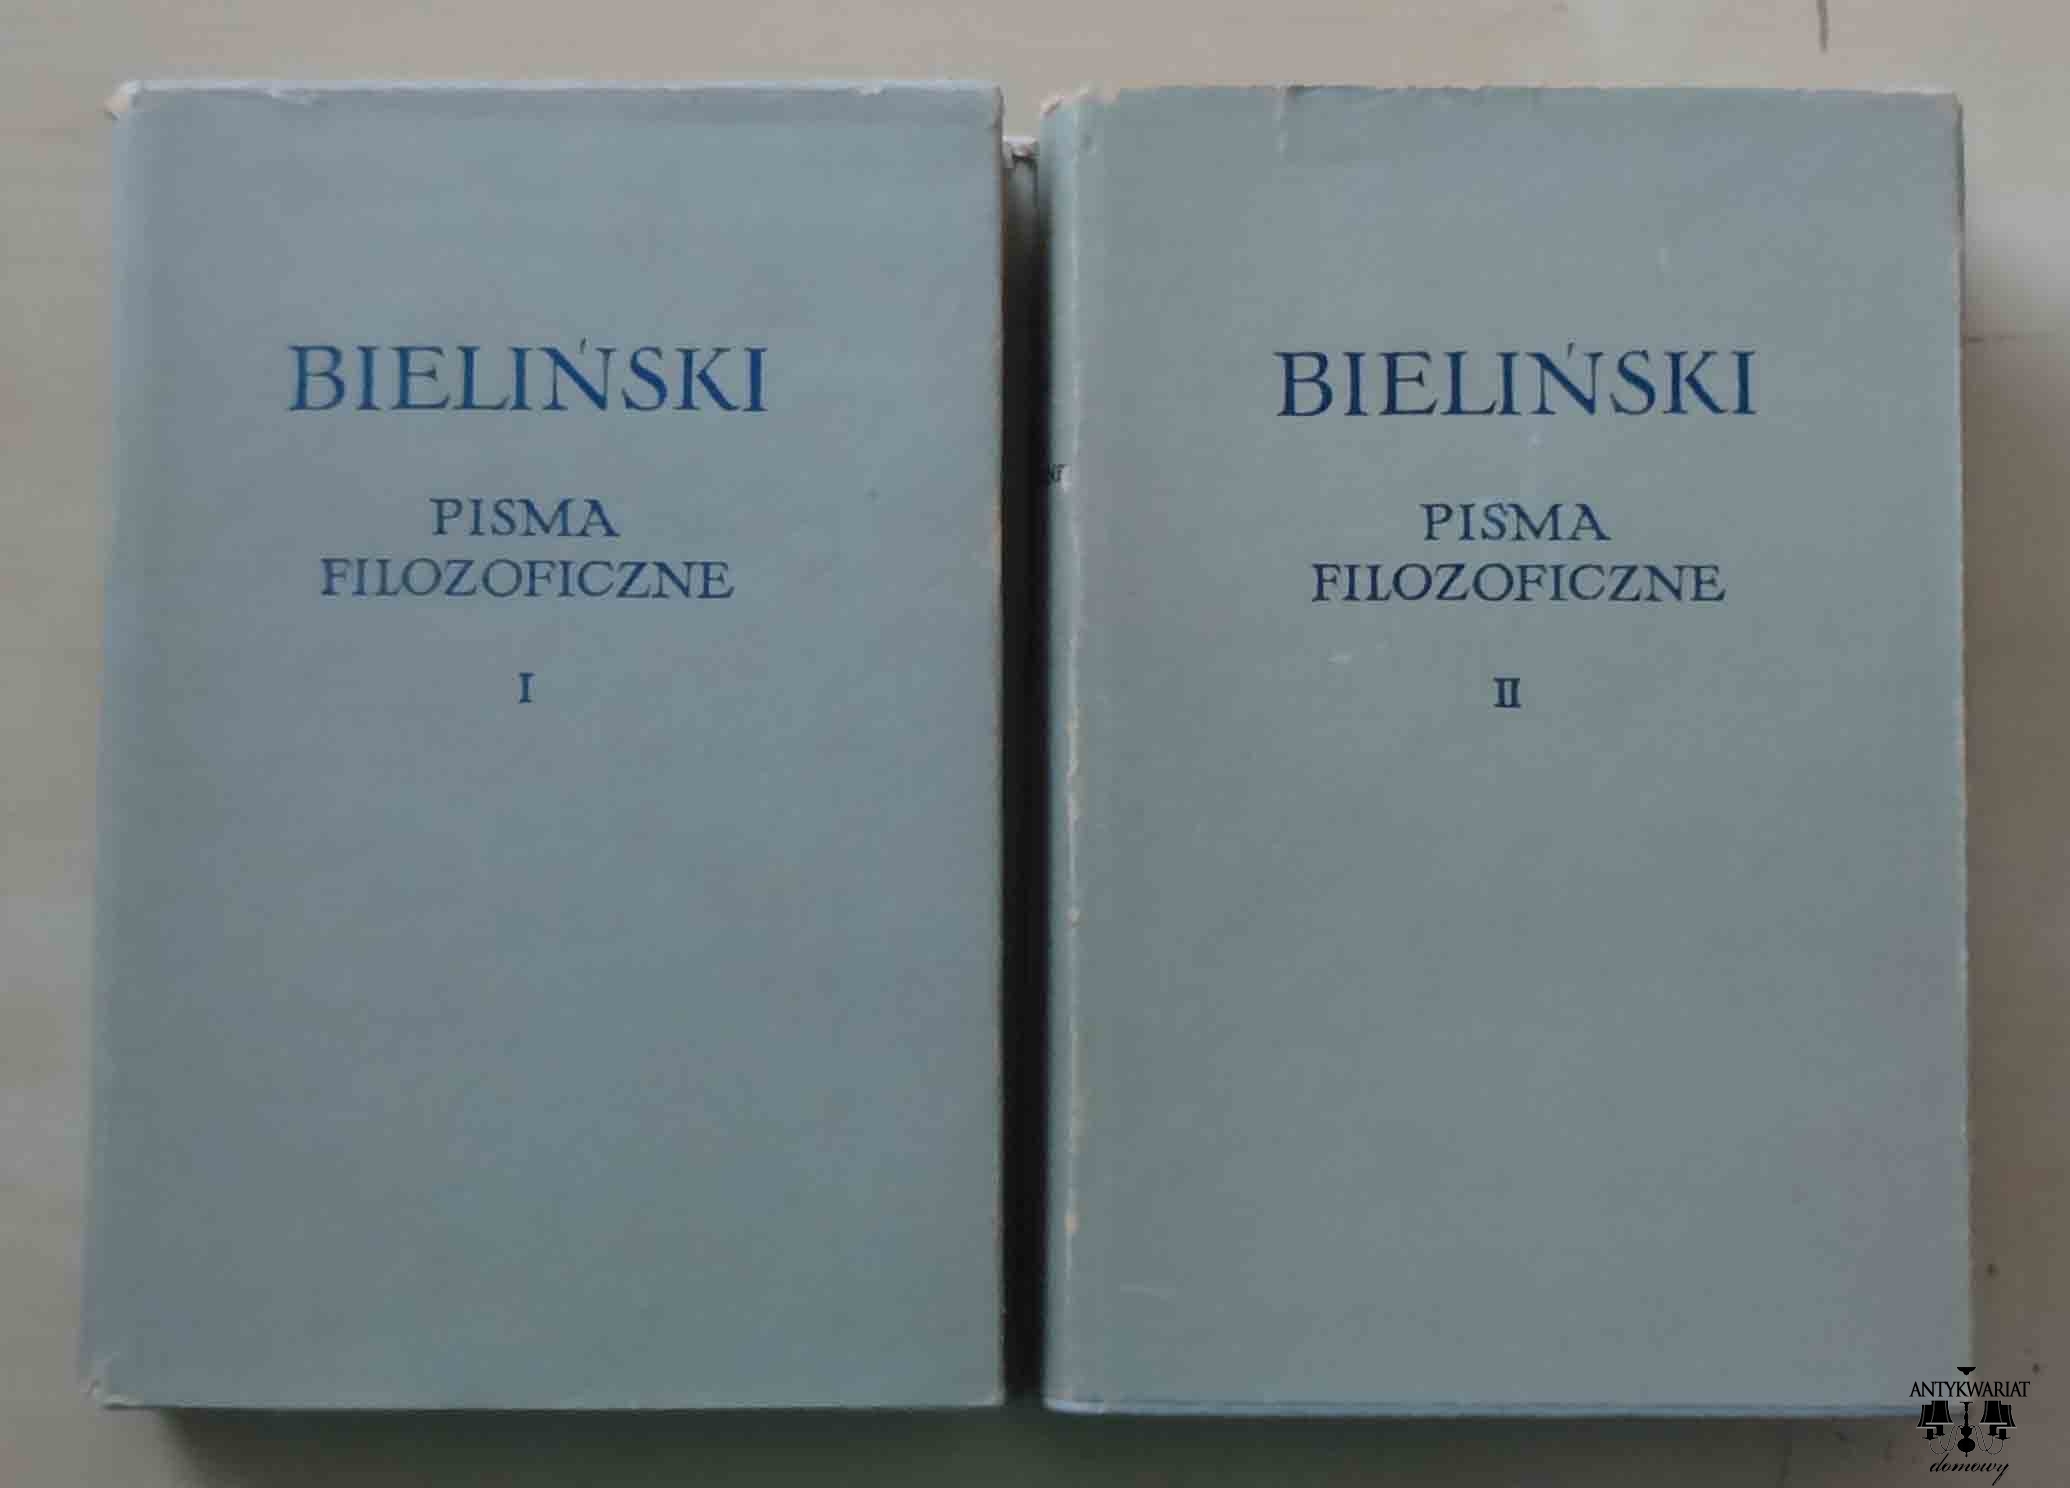 BIELIŃSKI
PISMA
FILOZOFICZNE
I
BIELIŃSKI
PISMA
FILOZOFICZNE
II
ANTYKWARIAT
domowy